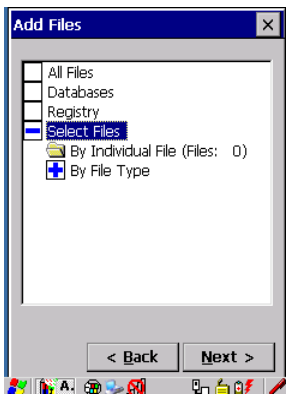 Add Files
All Files
Databases
Registry
Select Files
By Individual File (Files: 0)
By File Type
< Back
Next >
A.